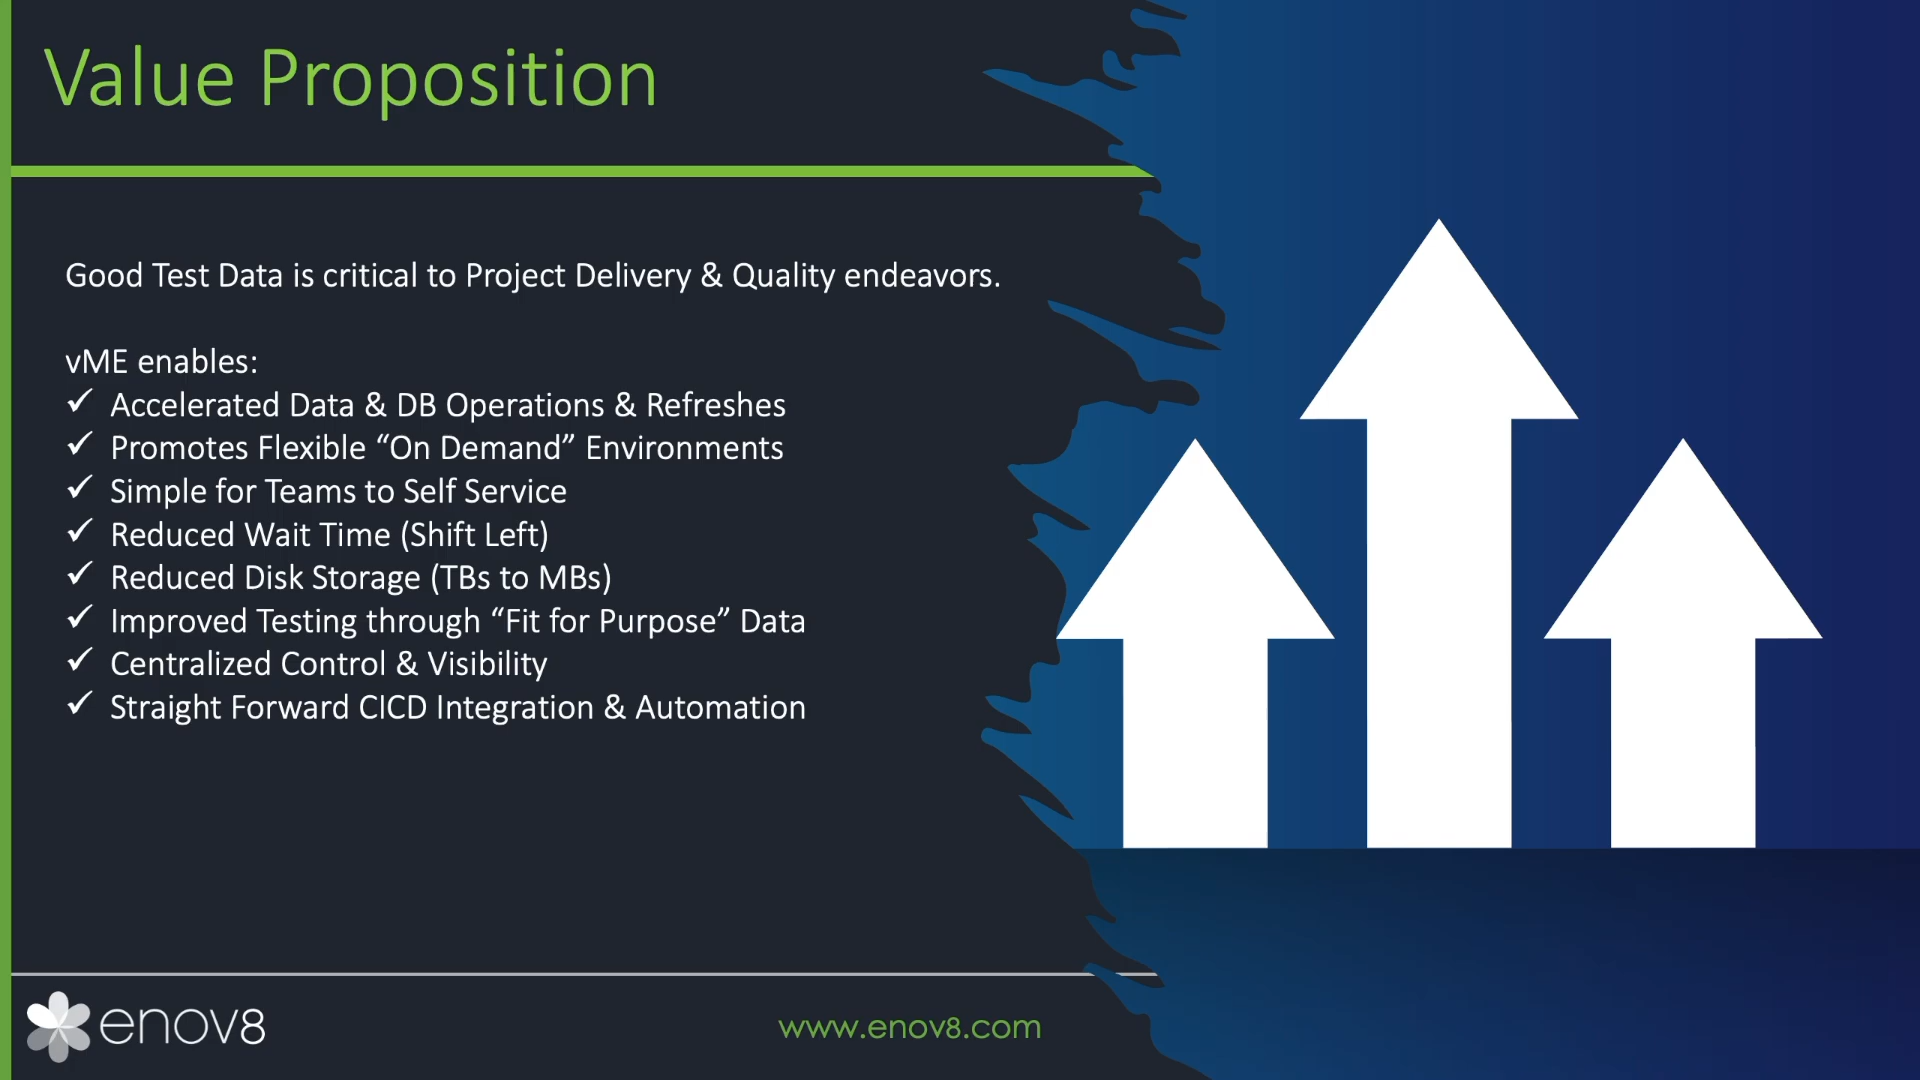 Value Proposition
Good Test Data is critical to Project Delivery & Quality endeavors.
vME enables:
✓ Accelerated Data & DB Operations & Refreshes
✓ Promotes Flexible “On Demand” Environments
✓ Simple for Teams to Self Service
✓ Reduced Wait Time (Shift Left)
✓ Reduced Disk Storage (TBs to MBs)
✓ Improved Testing through “Fit for Purpose” Data
✓ Centralized Control & Visibility
✓ Straight Forward CICD Integration & Automation
enov8
www.enov8.com